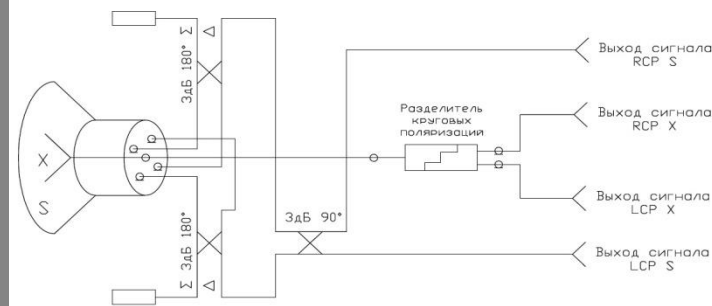 Σ Δ
3дБ 180°
X
S
3дБ 180°
Σ Δ
3дБ 90°
Разделитель
круговых
поляризаций
Выход сигнала
RCP S
Выход сигнала
RCP X
Выход сигнала
LCP X
Выход сигнала
LCP S